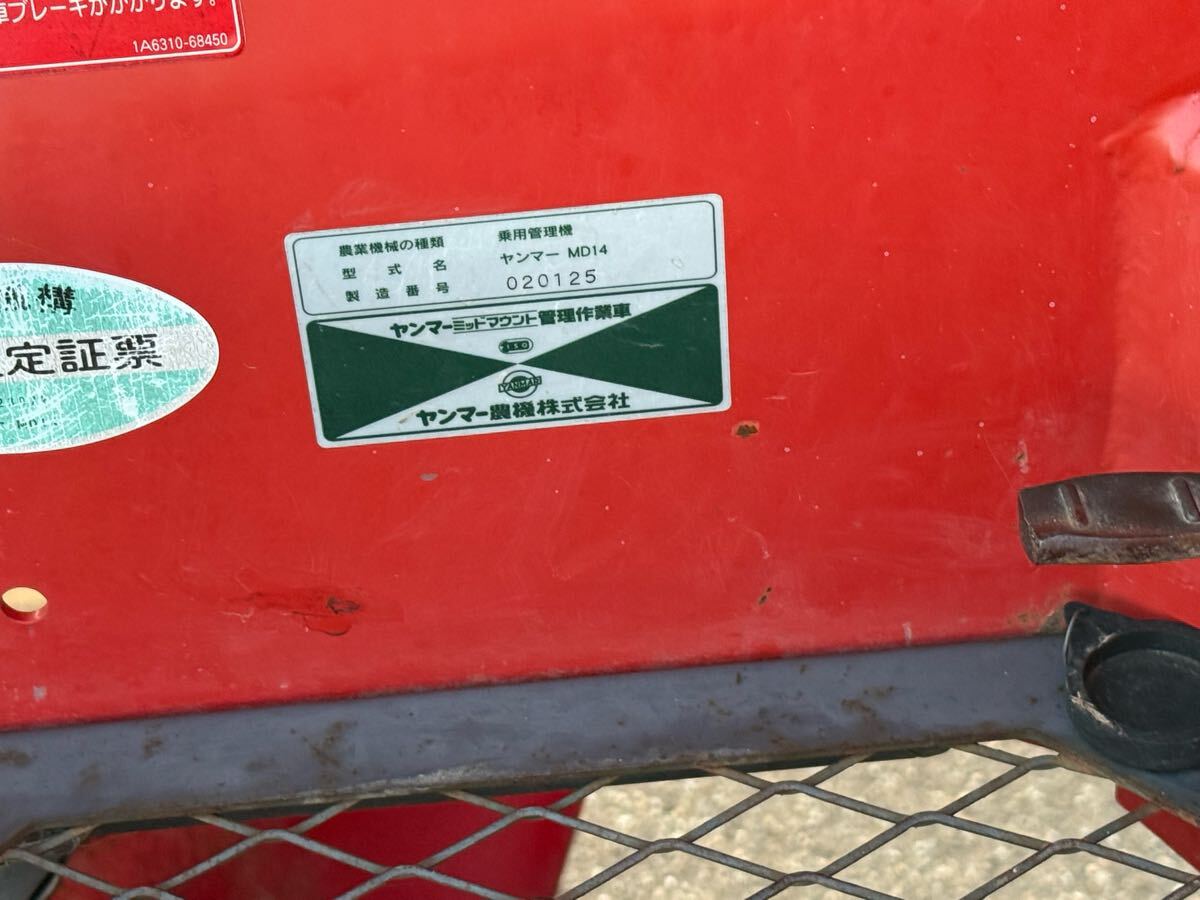 車ブレーキがかかります。
1A6310-68450
農業機械の種類 乗用管理機
型式名 ヤンマー MD14
製造番号 020125
ヤンマーミッドマウント管理作業車
YANMAR
ヤンマー農機株式会社
機構
定証票